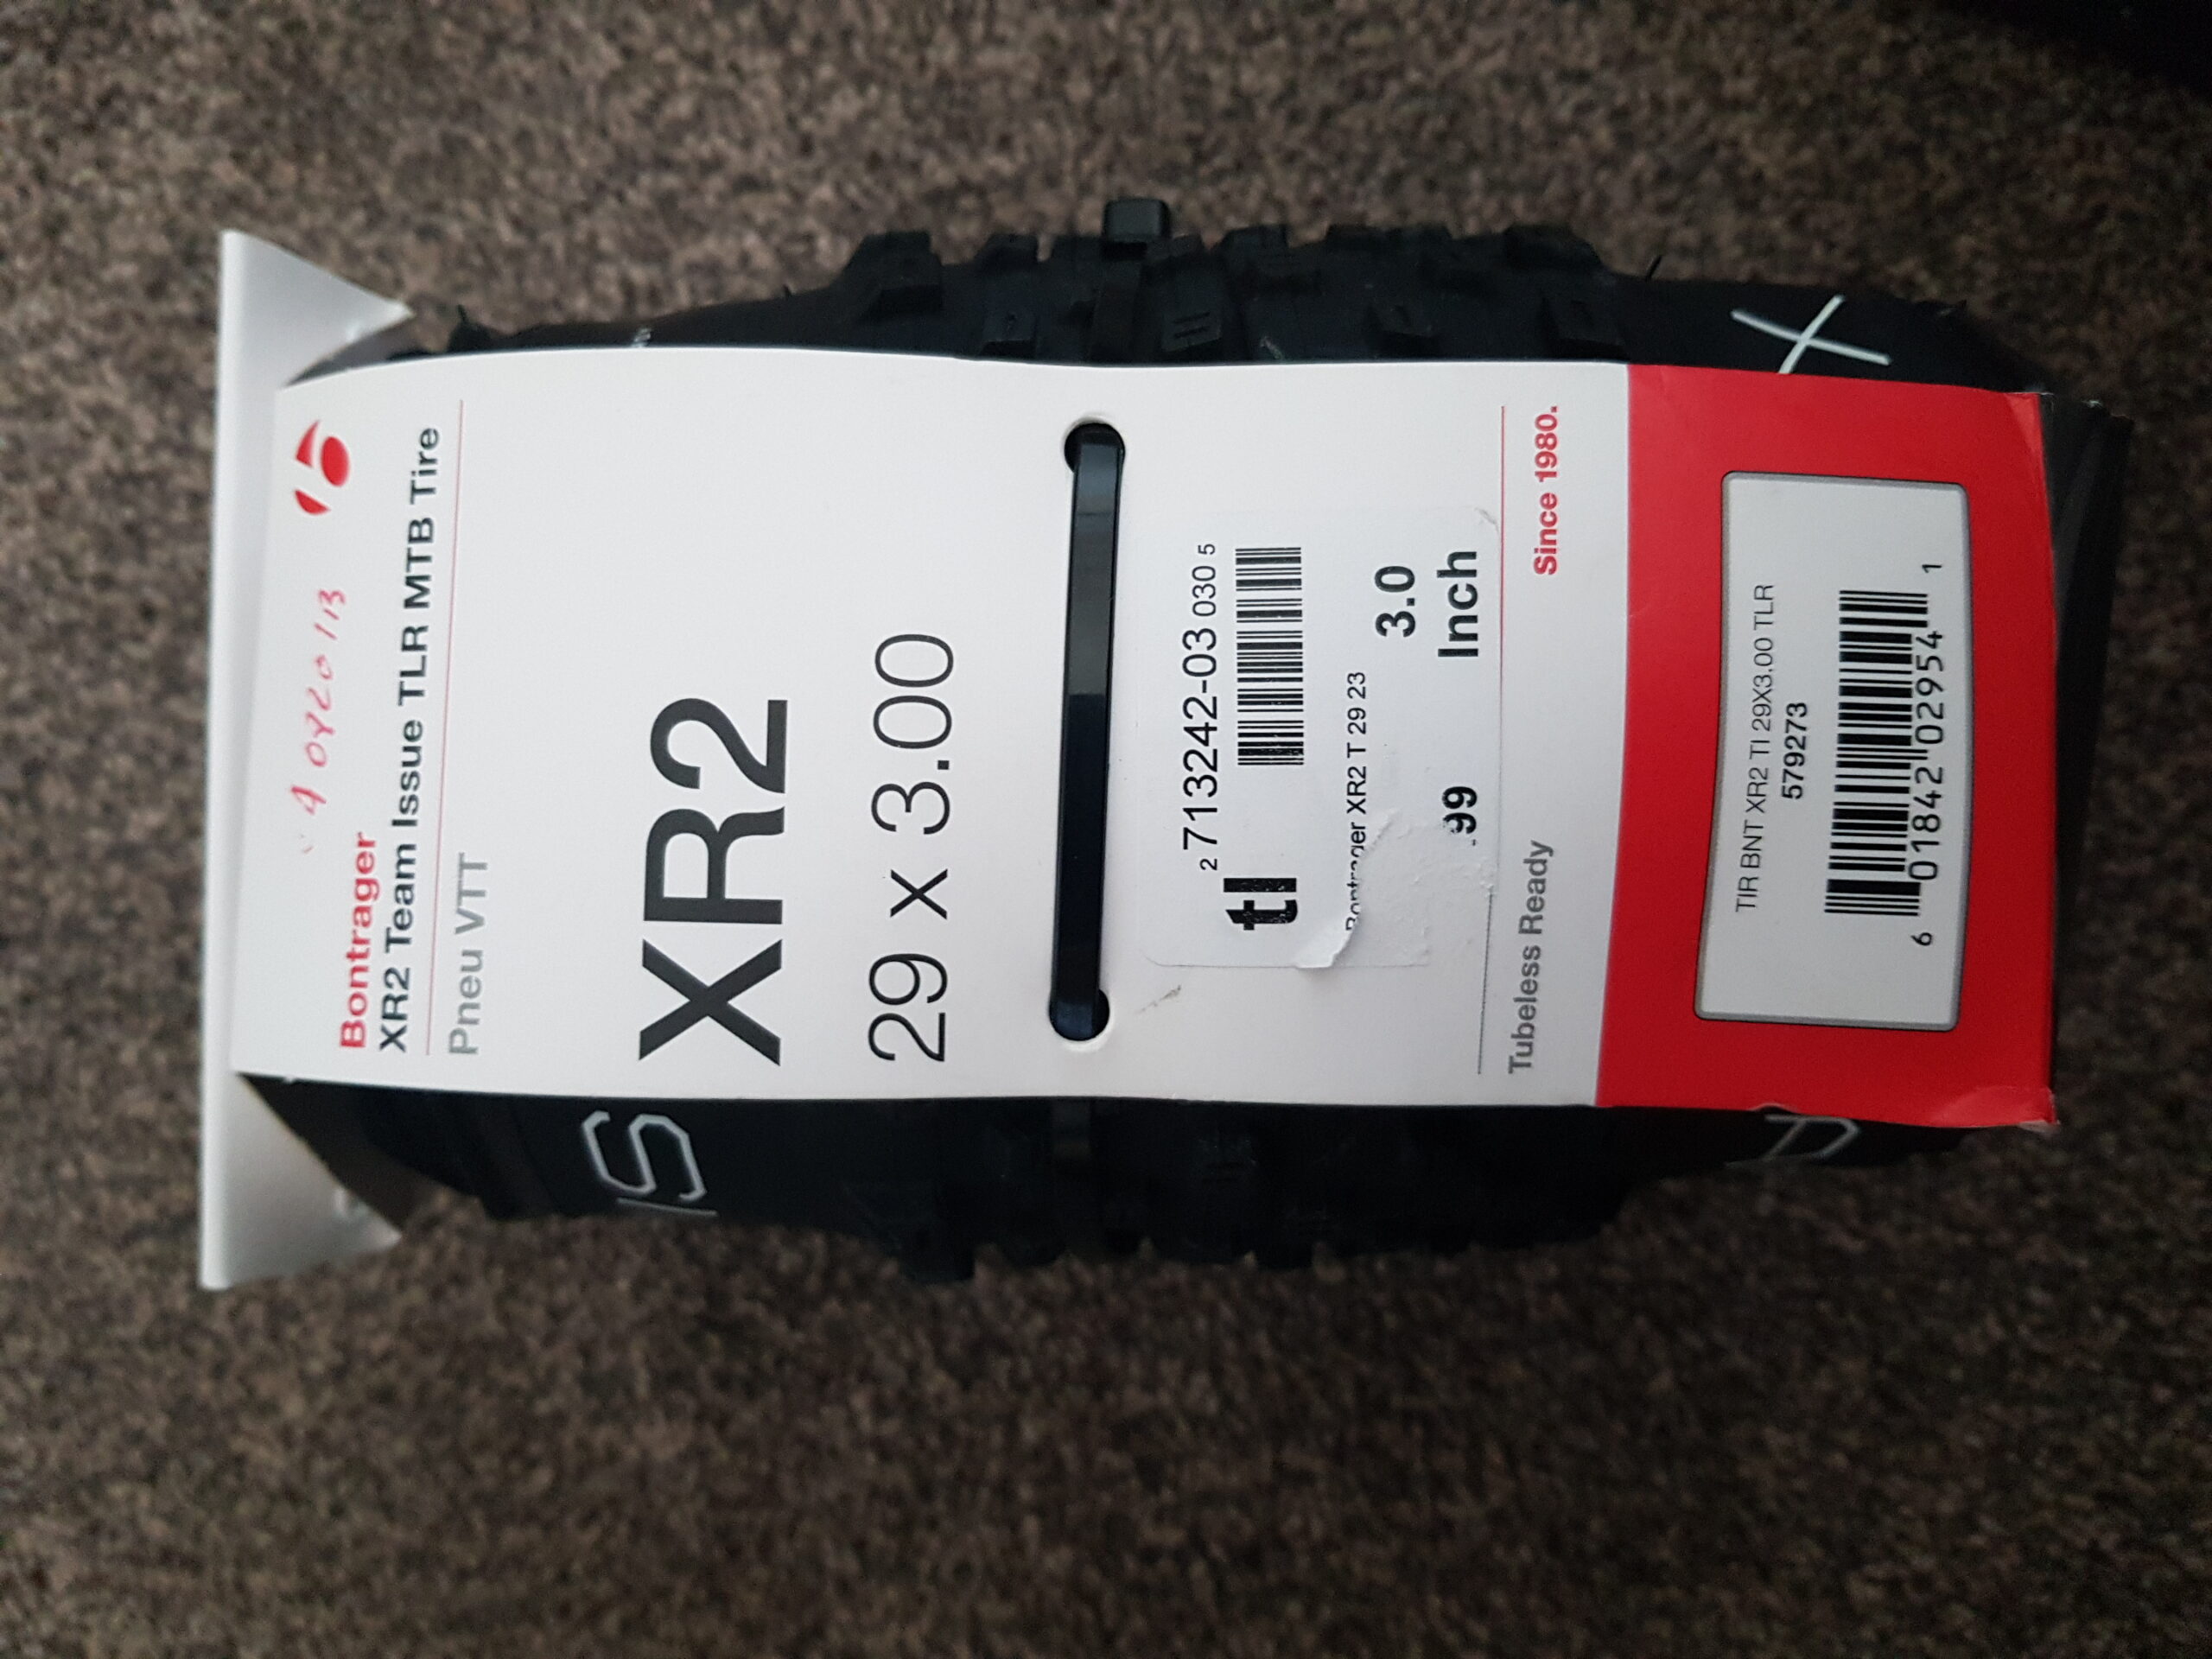 Bontrager
XR2 Team Issue TLR MTB Tire
Pneu VTT
XR2
29 x 3.00
2 713242-03 030 5
tl
Bontrager XR2 T 29 23
3.0
.99 Inch
Since 1980.
Tubeless Ready
TIR BNT XR2 TI 29X3.00 TLR
579273
6 01842 02954 1
X